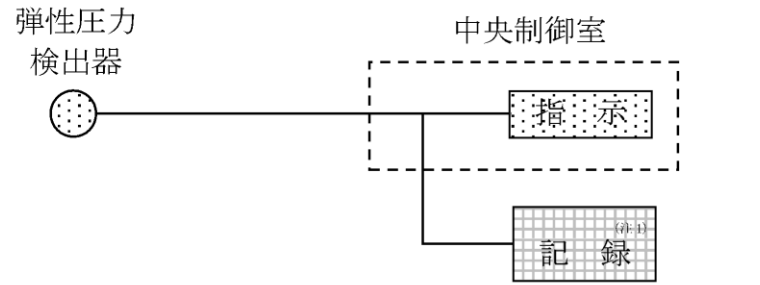 弾性圧力
検出器
中央制御室
指 示
(注1)
記 録